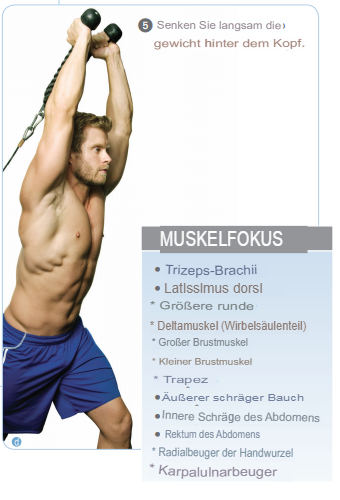 5 Senken Sie langsam die
gewicht hinter dem Kopf.
MUSKELFOKUS
• Trizeps-Brachii
• Latissimus dorsi
* Größere runde
* Deltamuskel (Wirbelsäulenteil)
* Großer Brustmuskel
* Kleiner Brustmuskel
* Trapez
• Äußerer schräger Bauch
• Innere Schräge des Abdomens
• Rektum des Abdomens
* Radialbeuger der Handwurzel
* Karpalulnarbeuger
d